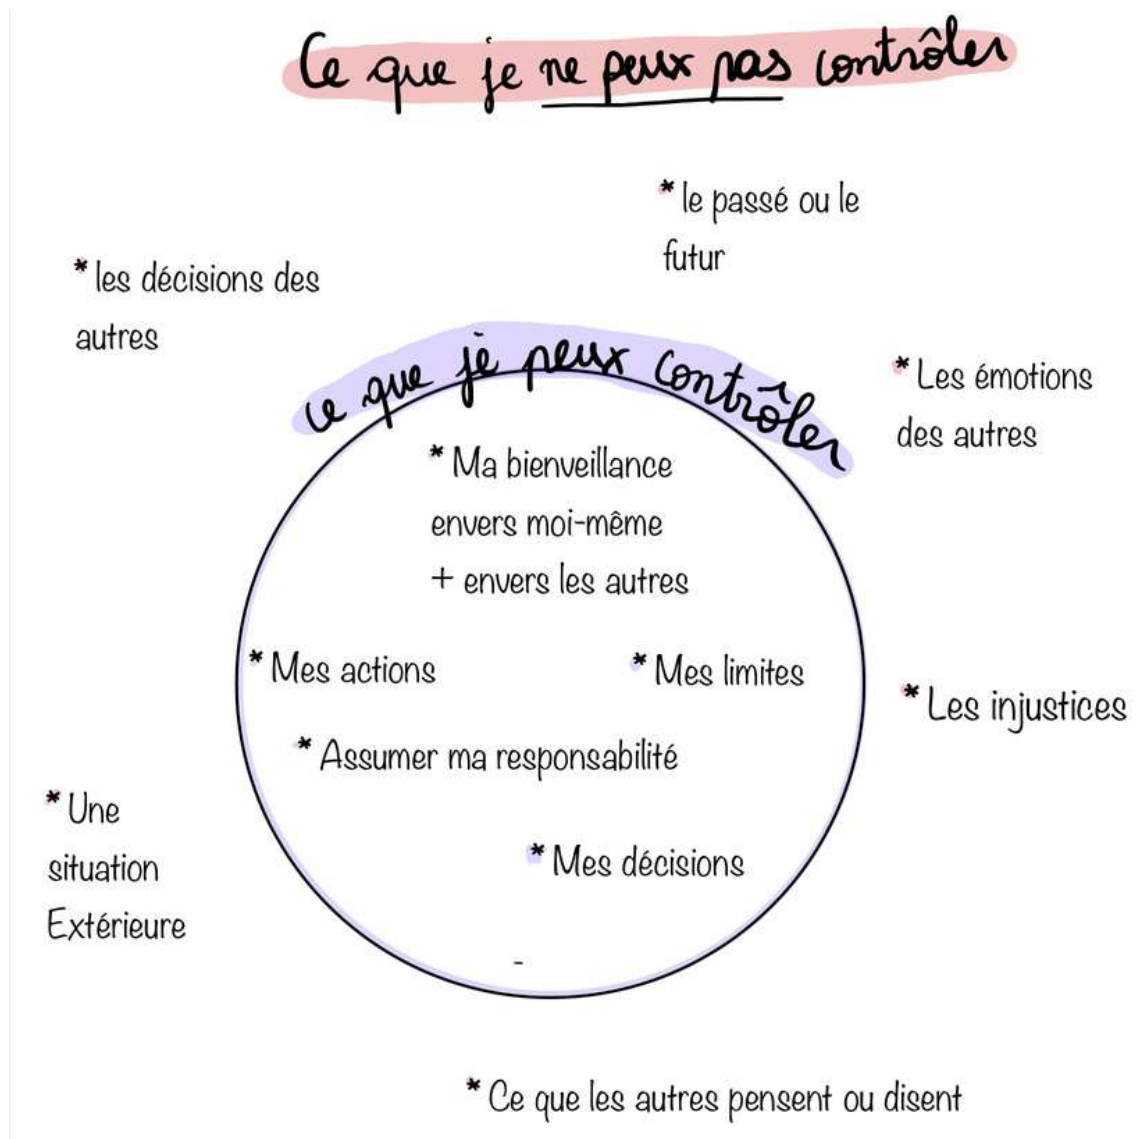 Ce que je ne peux pas contrôler
* le passé ou le
futur
* les décisions des
autres
ce que je peux contrôler
* Les émotions
des autres
* Ma bienveillance
envers moi-même
+ envers les autres
* Mes actions
* Mes limites
* Les injustices
* Assumer ma responsabilité
* Une
situation
Extérieure
* Mes décisions
-
* Ce que les autres pensent ou disent